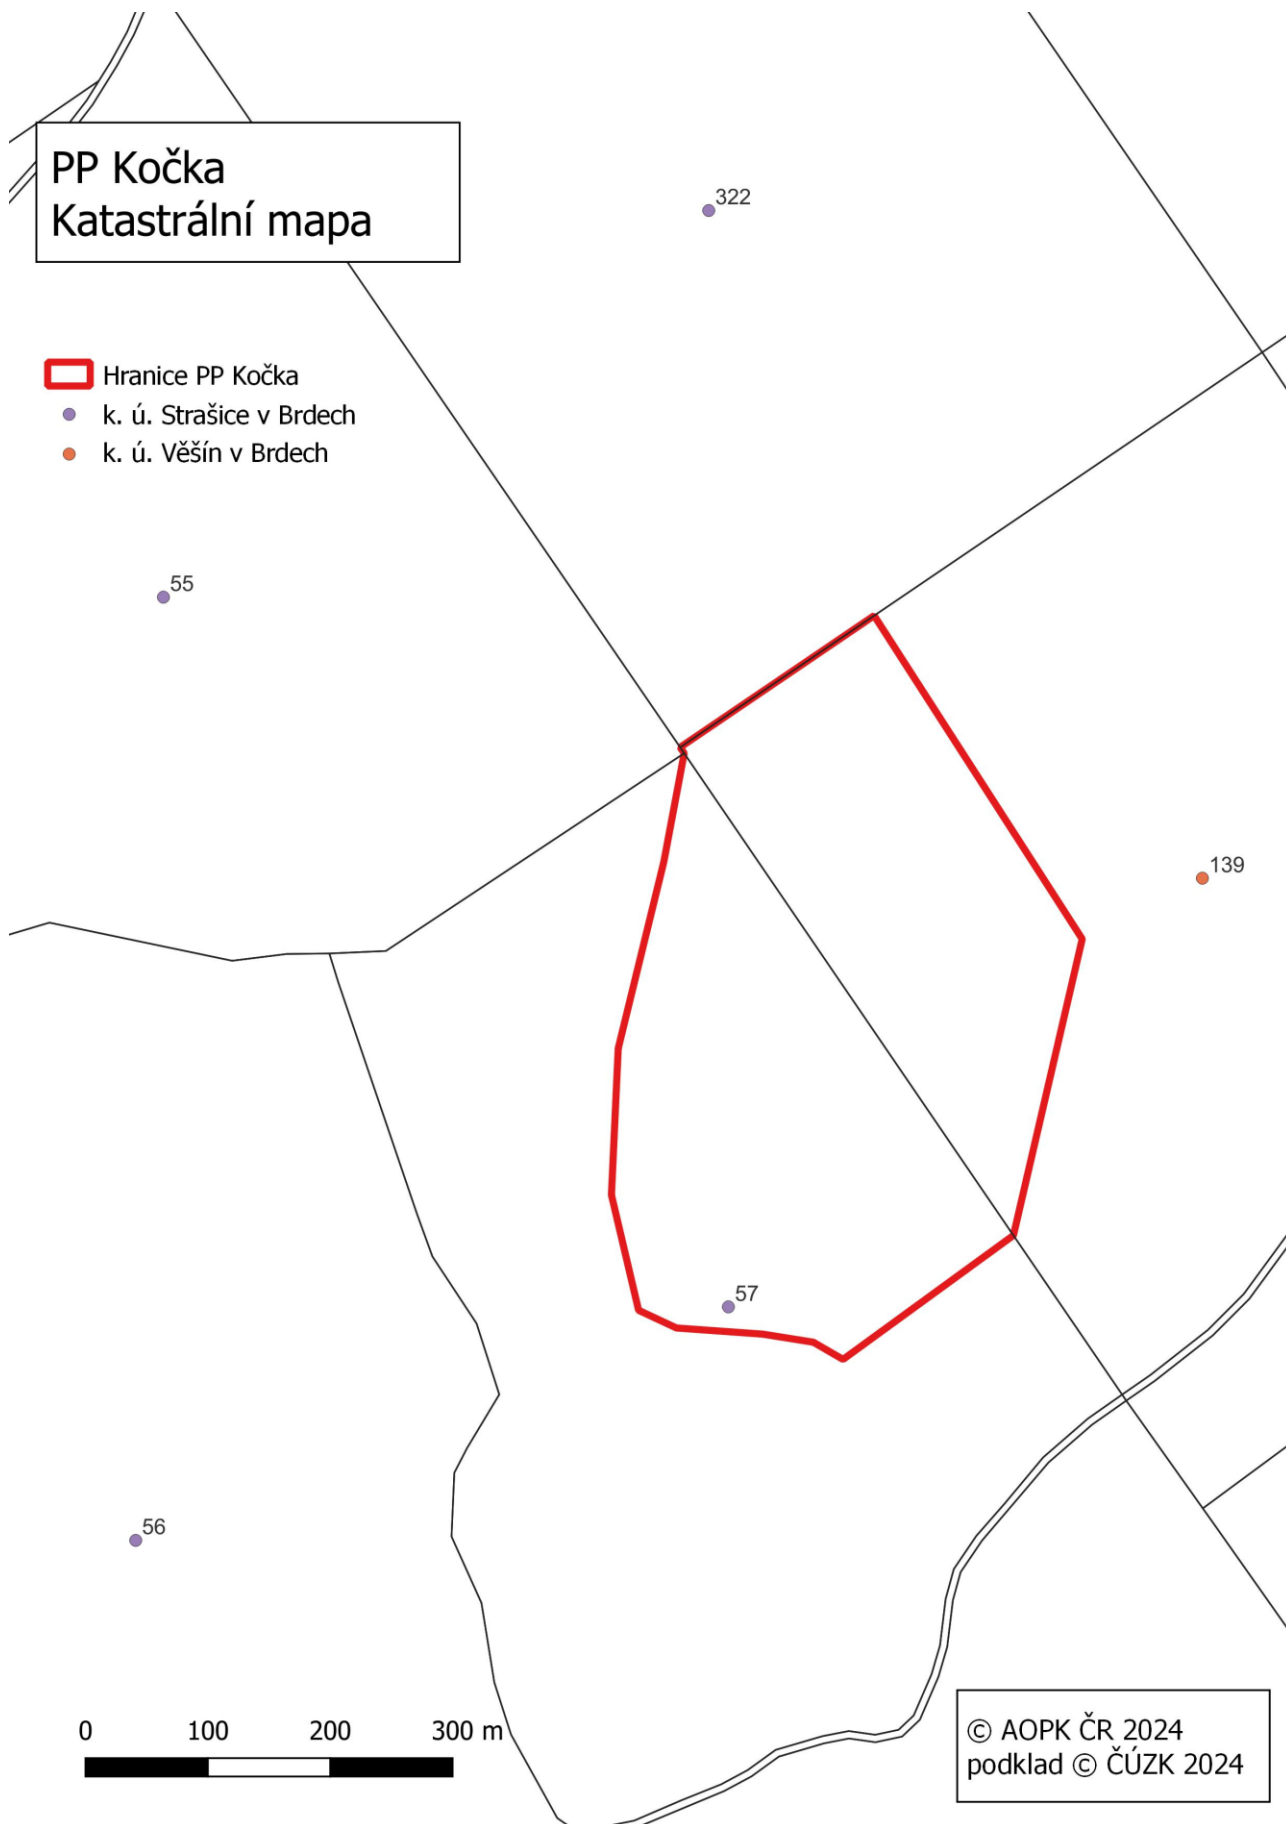 PP Kočka
Katastrální mapa
322
Hranice PP Kočka
k. ú. Strašice v Brdech
k. ú. Věšín v Brdech
55
139
57
56
0 100 200 300 m
© AOPK ČR 2024
podklad © ČÚZK 2024